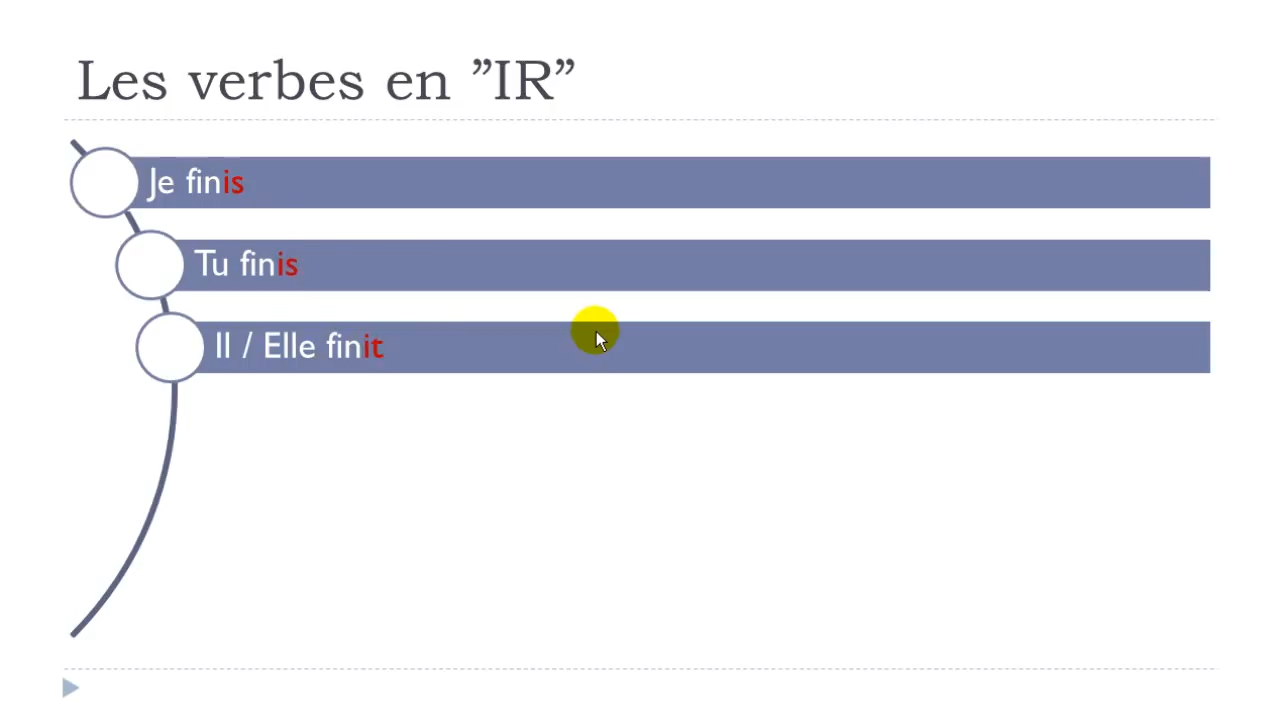 Les verbes en ”IR”
Je finis
Tu finis
Il / Elle finit